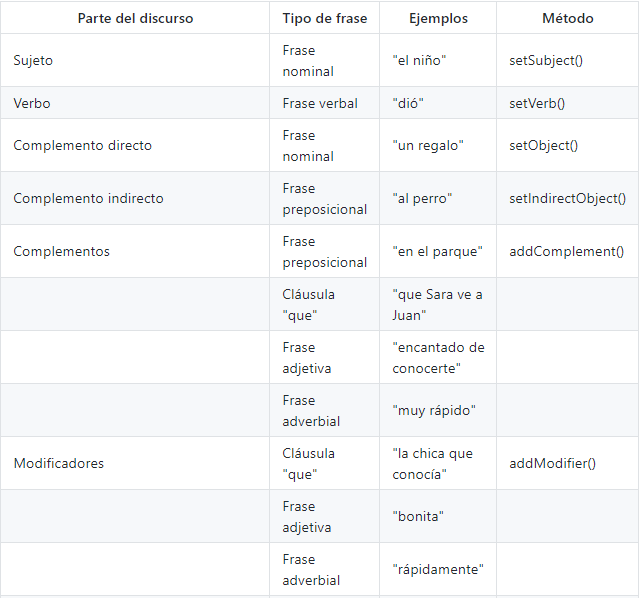 Parte del discurso Tipo de frase Ejemplos Método
Sujeto Frase nominal "el niño" setSubject()
Verbo Frase verbal "dió" setVerb()
Complemento directo Frase nominal "un regalo" setObject()
Complemento indirecto Frase preposicional "al perro" setIndirectObject()
Complementos Frase preposicional "en el parque" addComplement()
Cláusula "que" "que Sara ve a Juan"
Frase adjetiva "encantado de conocerte"
Frase adverbial "muy rápido"
Modificadores Cláusula "que" "la chica que conocía" addModifier()
Frase adjetiva "bonita"
Frase adverbial "rápidamente"